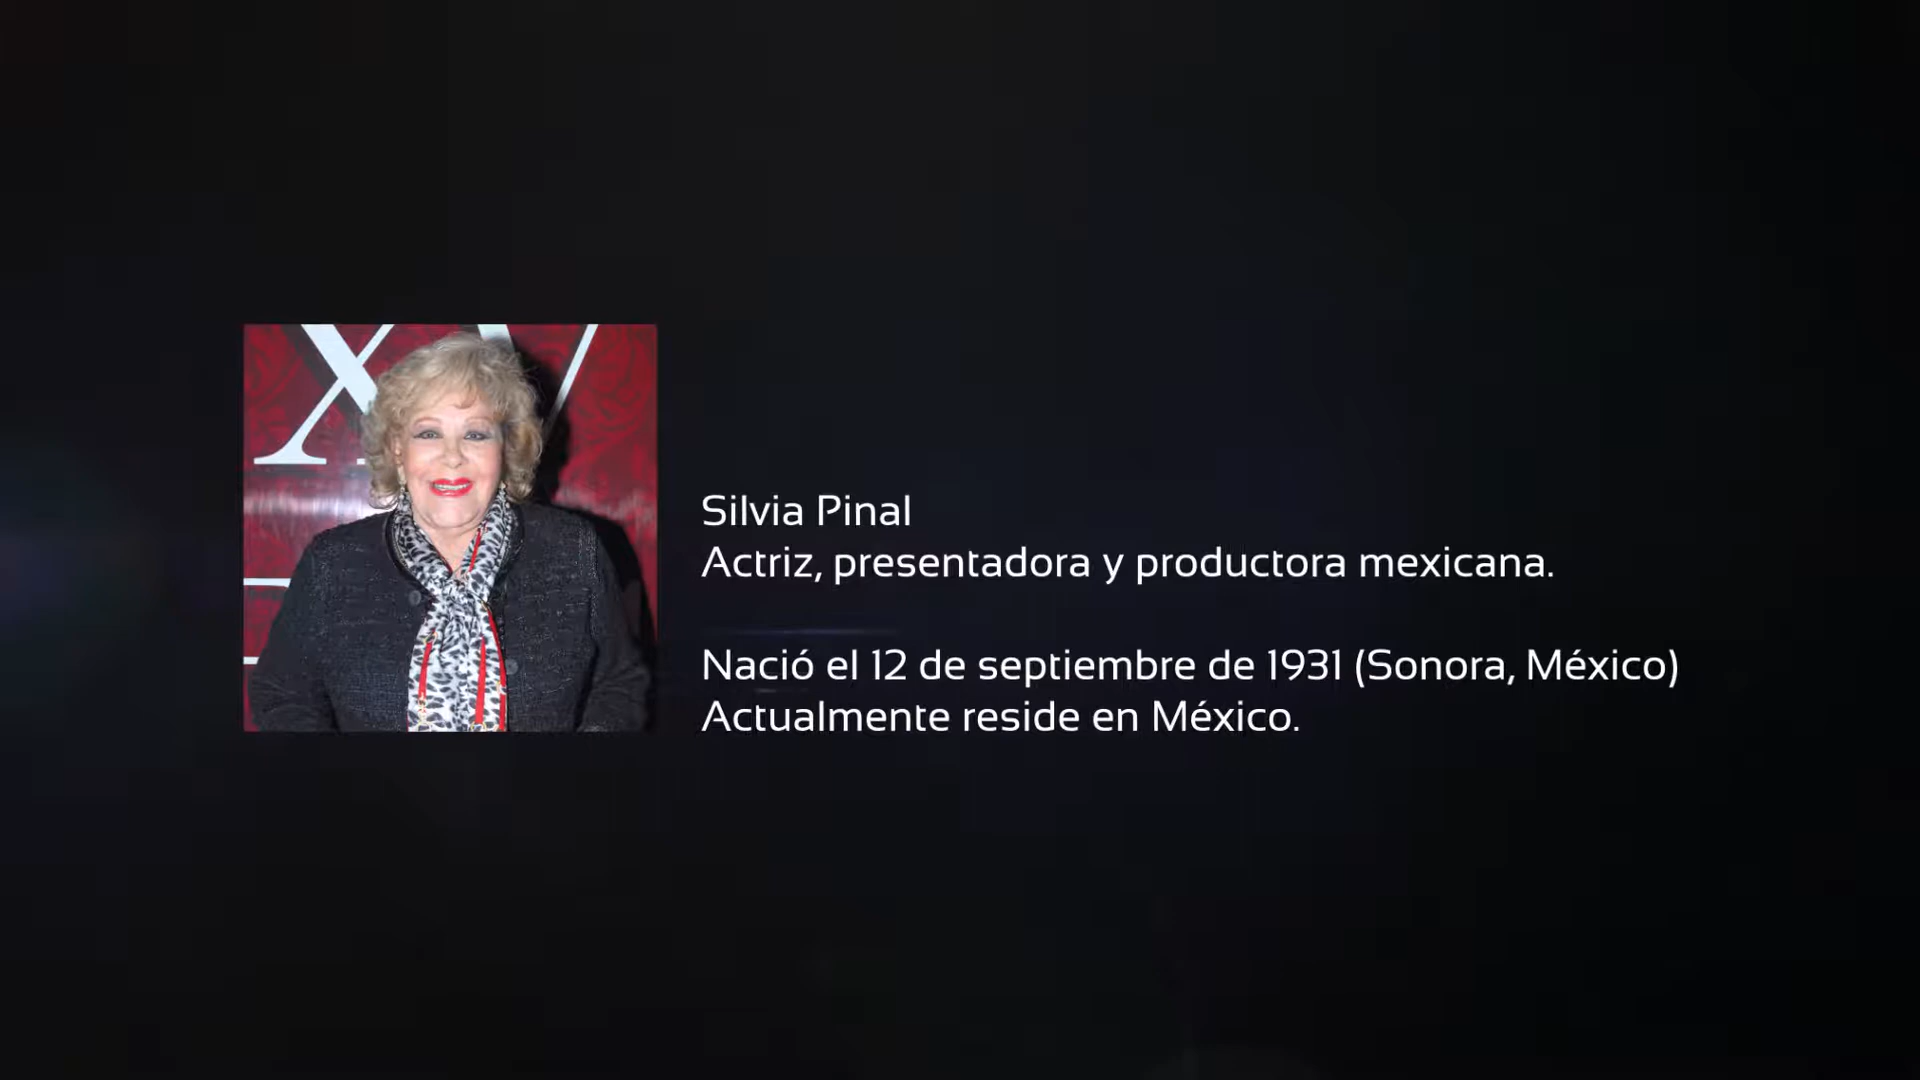 XV
Silvia Pinal
Actriz, presentadora y productora mexicana.
Nació el 12 de septiembre de 1931 (Sonora, México)
Actualmente reside en México.